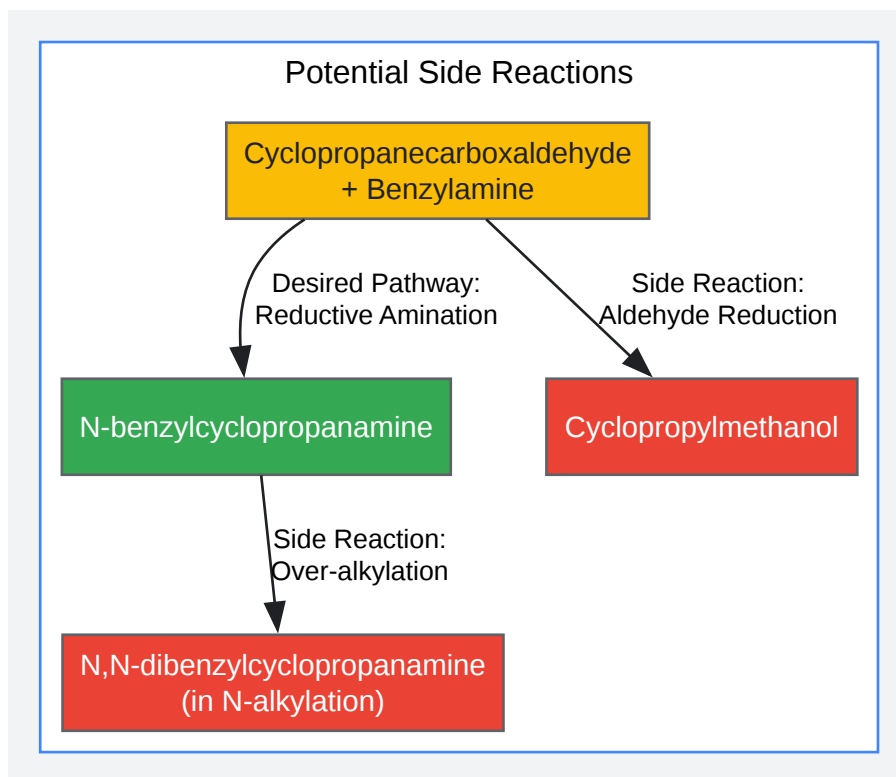 Potential Side Reactions
Cyclopropanecarboxaldehyde
+ Benzylamine
Desired Pathway:
Reductive Amination
Side Reaction:
Aldehyde Reduction
N-benzylcyclopropanamine
Cyclopropylmethanol
Side Reaction:
Over-alkylation
N,N-dibenzylcyclopropanamine
(in N-alkylation)